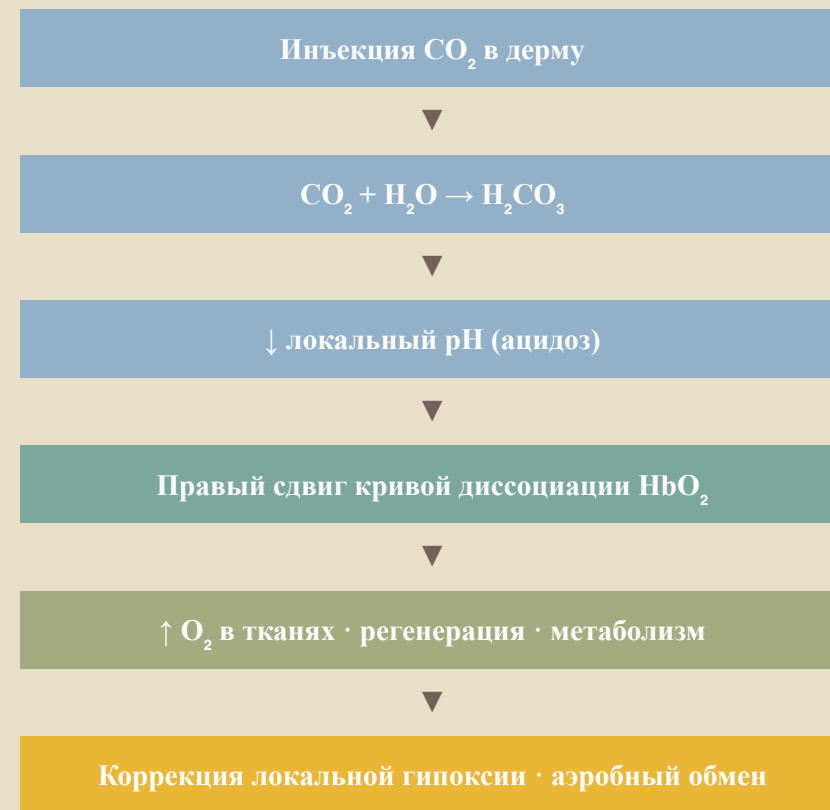 Инъекция CO₂ в дерму
CO₂ + H₂O → H₂CO₃
↓ локальный pH (ацидоз)
Правый сдвиг кривой диссоциации HbO₂
↑ O₂ в тканях · регенерация · метаболизм
Коррекция локальной гипоксии · аэробный обмен